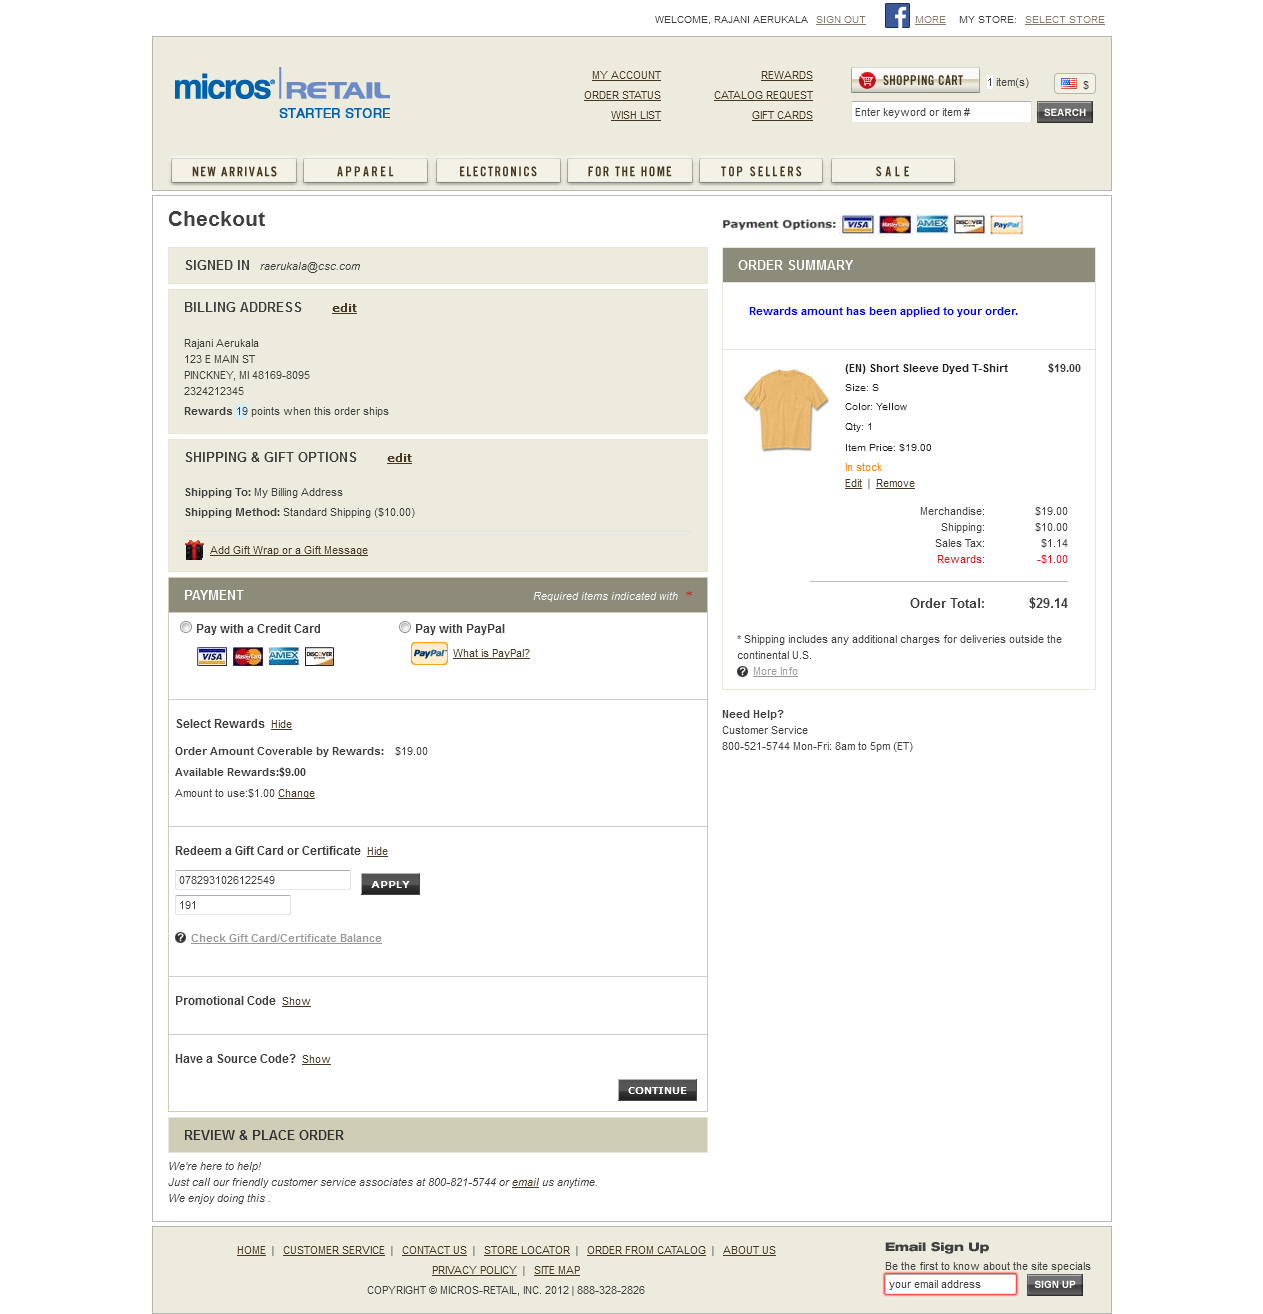 WELCOME, RAJANI AERUKALA SIGN OUT MORE MY STORE: SELECT STORE
micros RETAIL
STARTER STORE
MY ACCOUNT REWARDS
ORDER STATUS CATALOG REQUEST
WISH LIST GIFT CARDS
SHOPPING CART 1 item(s) $
Enter keyword or item # SEARCH
NEW ARRIVALS APPAREL ELECTRONICS FOR THE HOME TOP SELLERS SALE
Checkout
Payment Options: VISA MasterCard AMEX DISCOVER PayPal
SIGNED IN raerukala@csc.com
BILLING ADDRESS edit
Rajani Aerukala
123 E MAIN ST
PINCKNEY, MI 48169-8095
2324212345
Rewards 19 points when this order ships
SHIPPING & GIFT OPTIONS edit
Shipping To: My Billing Address
Shipping Method: Standard Shipping ($10.00)
Add Gift Wrap or a Gift Message
PAYMENT Required items indicated with *
Pay with a Credit Card Pay with PayPal
VISA MasterCard AMEX DISCOVER PayPal What is PayPal?
Select Rewards Hide
Order Amount Coverable by Rewards: $19.00
Available Rewards:$9.00
Amount to use:$1.00 Change
Redeem a Gift Card or Certificate Hide
0782931026122549 APPLY
191
? Check Gift Card/Certificate Balance
Promotional Code Show
Have a Source Code? Show
CONTINUE
REVIEW & PLACE ORDER
We're here to help!
Just call our friendly customer service associates at 800-821-5744 or email us anytime.
We enjoy doing this .
ORDER SUMMARY
Rewards amount has been applied to your order.
(EN) Short Sleeve Dyed T-Shirt $19.00
Size: S
Color: Yellow
Qty: 1
Item Price: $19.00
In stock
Edit | Remove
Merchandise: $19.00
Shipping: $10.00
Sales Tax: $1.14
Rewards: -$1.00
Order Total: $29.14
* Shipping includes any additional charges for deliveries outside the
continental U.S.
? More Info
Need Help?
Customer Service
800-521-5744 Mon-Fri: 8am to 5pm (ET)
HOME | CUSTOMER SERVICE | CONTACT US | STORE LOCATOR | ORDER FROM CATALOG | ABOUT US
PRIVACY POLICY | SITE MAP
COPYRIGHT © MICROS-RETAIL, INC. 2012 | 888-328-2826
Email Sign Up
Be the first to know about the site specials
your email address SIGN UP